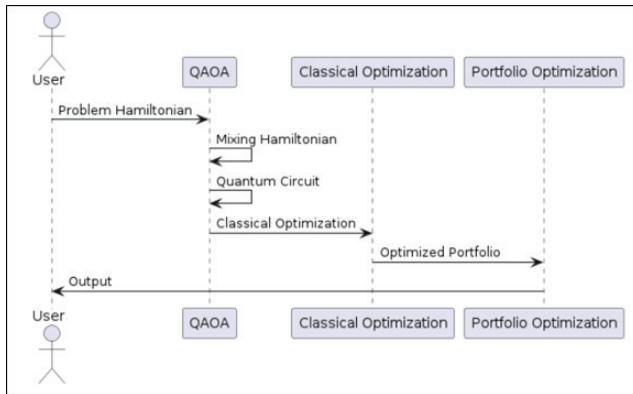 User
QAOA
Classical Optimization
Portfolio Optimization
Problem Hamiltonian
Mixing Hamiltonian
Quantum Circuit
Classical Optimization
Optimized Portfolio
Output
User
QAOA
Classical Optimization
Portfolio Optimization